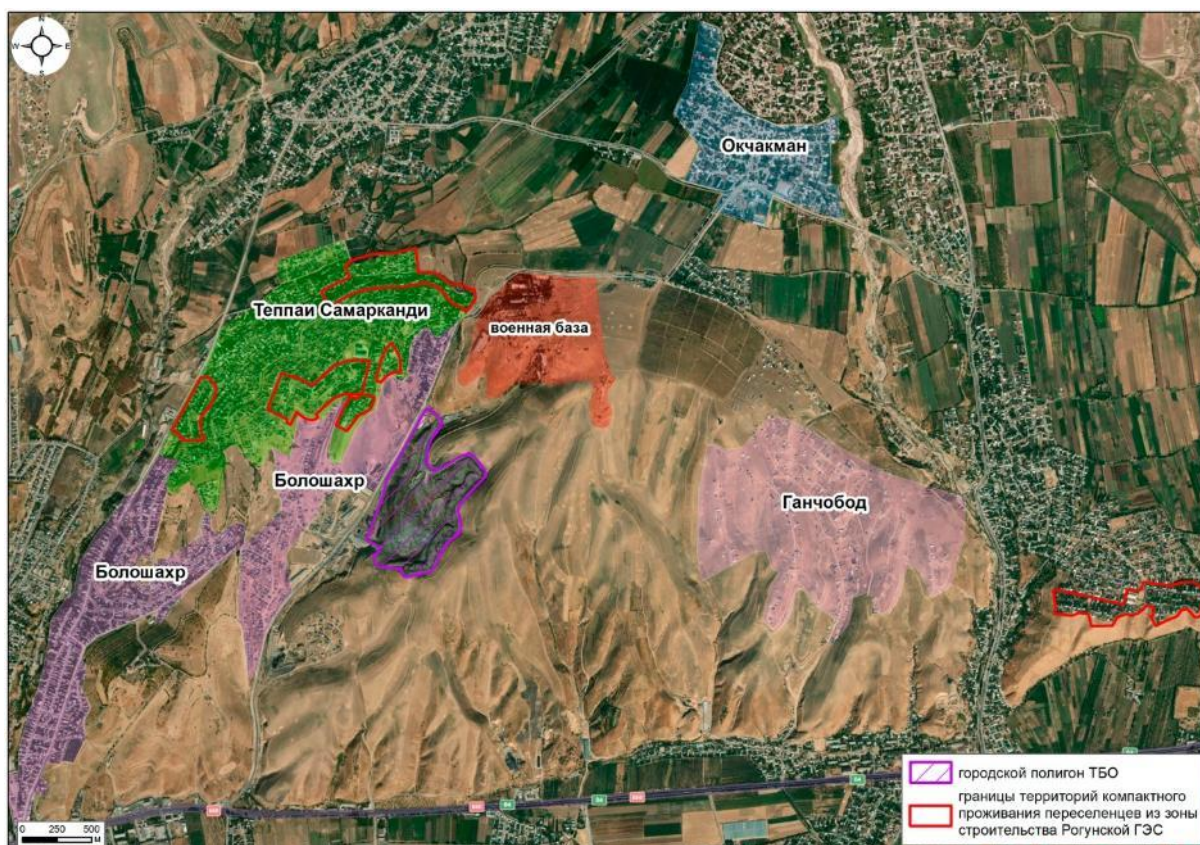 N
W
E
S
Окчакман
Теппаи Самарканди
военная база
Болошахр
Ганчобод
Болошахр
городской полигон ТБО
границы территорий компактного
проживания переселенцев из зоны
строительства Рогунской ГЭС
0 250 500
м